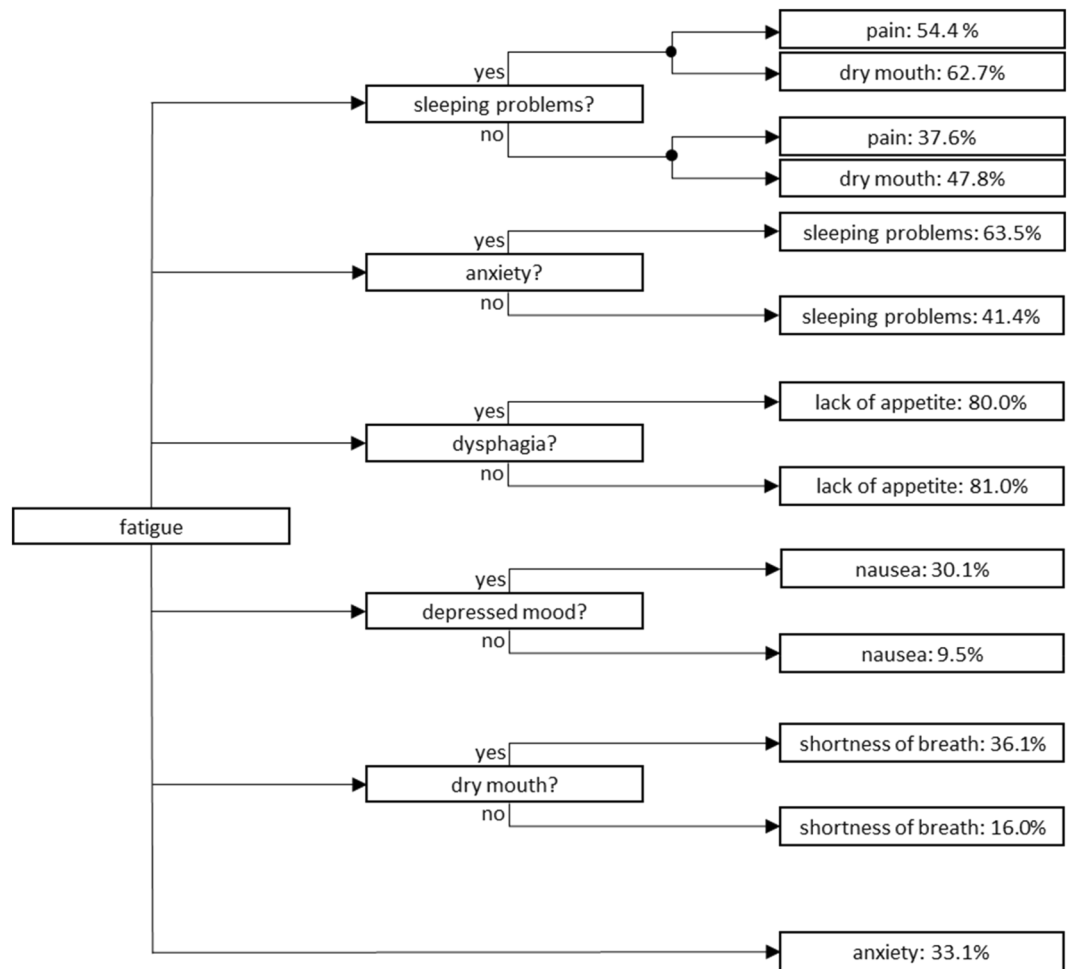 pain: 54.4 %
yes
dry mouth: 62.7%
sleeping problems?
no
pain: 37.6%
dry mouth: 47.8%
yes
sleeping problems: 63.5%
anxiety?
no
sleeping problems: 41.4%
yes
lack of appetite: 80.0%
dysphagia?
no
lack of appetite: 81.0%
fatigue
yes
nausea: 30.1%
depressed mood?
no
nausea: 9.5%
yes
shortness of breath: 36.1%
dry mouth?
no
shortness of breath: 16.0%
anxiety: 33.1%